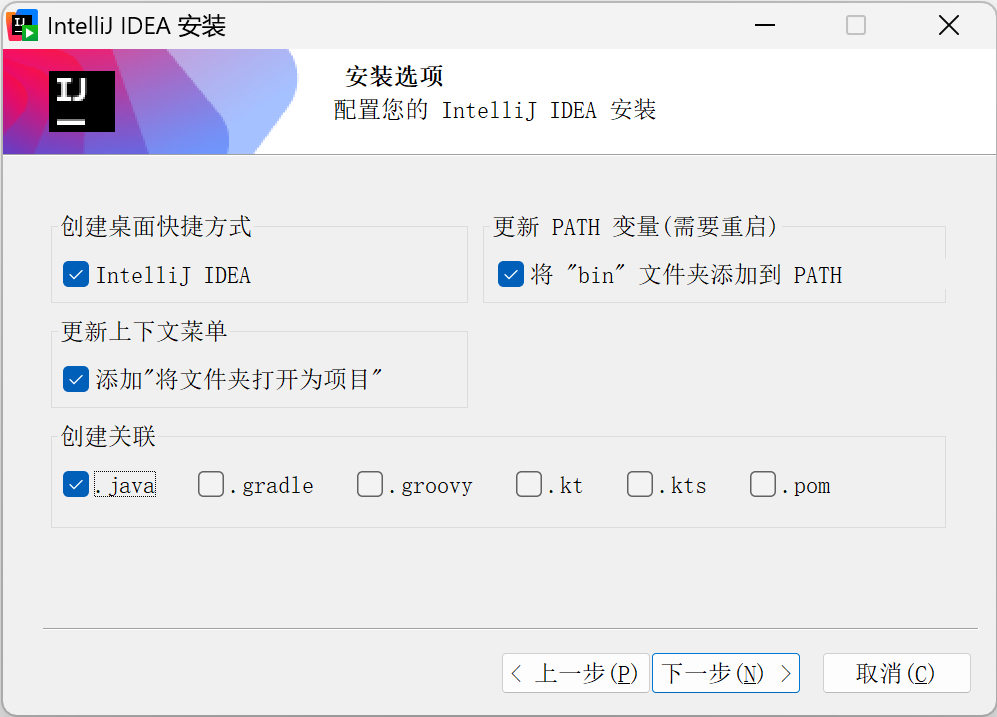 IntelliJ IDEA 安装
IJ
安装选项
配置您的 IntelliJ IDEA 安装
创建桌面快捷方式
IntelliJ IDEA
更新 PATH 变量(需要重启)
将 "bin" 文件夹添加到 PATH
更新上下文菜单
添加"将文件夹打开为项目"
创建关联
.java .gradle .groovy .kt .kts .pom
< 上一步(P) 下一步(N) > 取消(C)